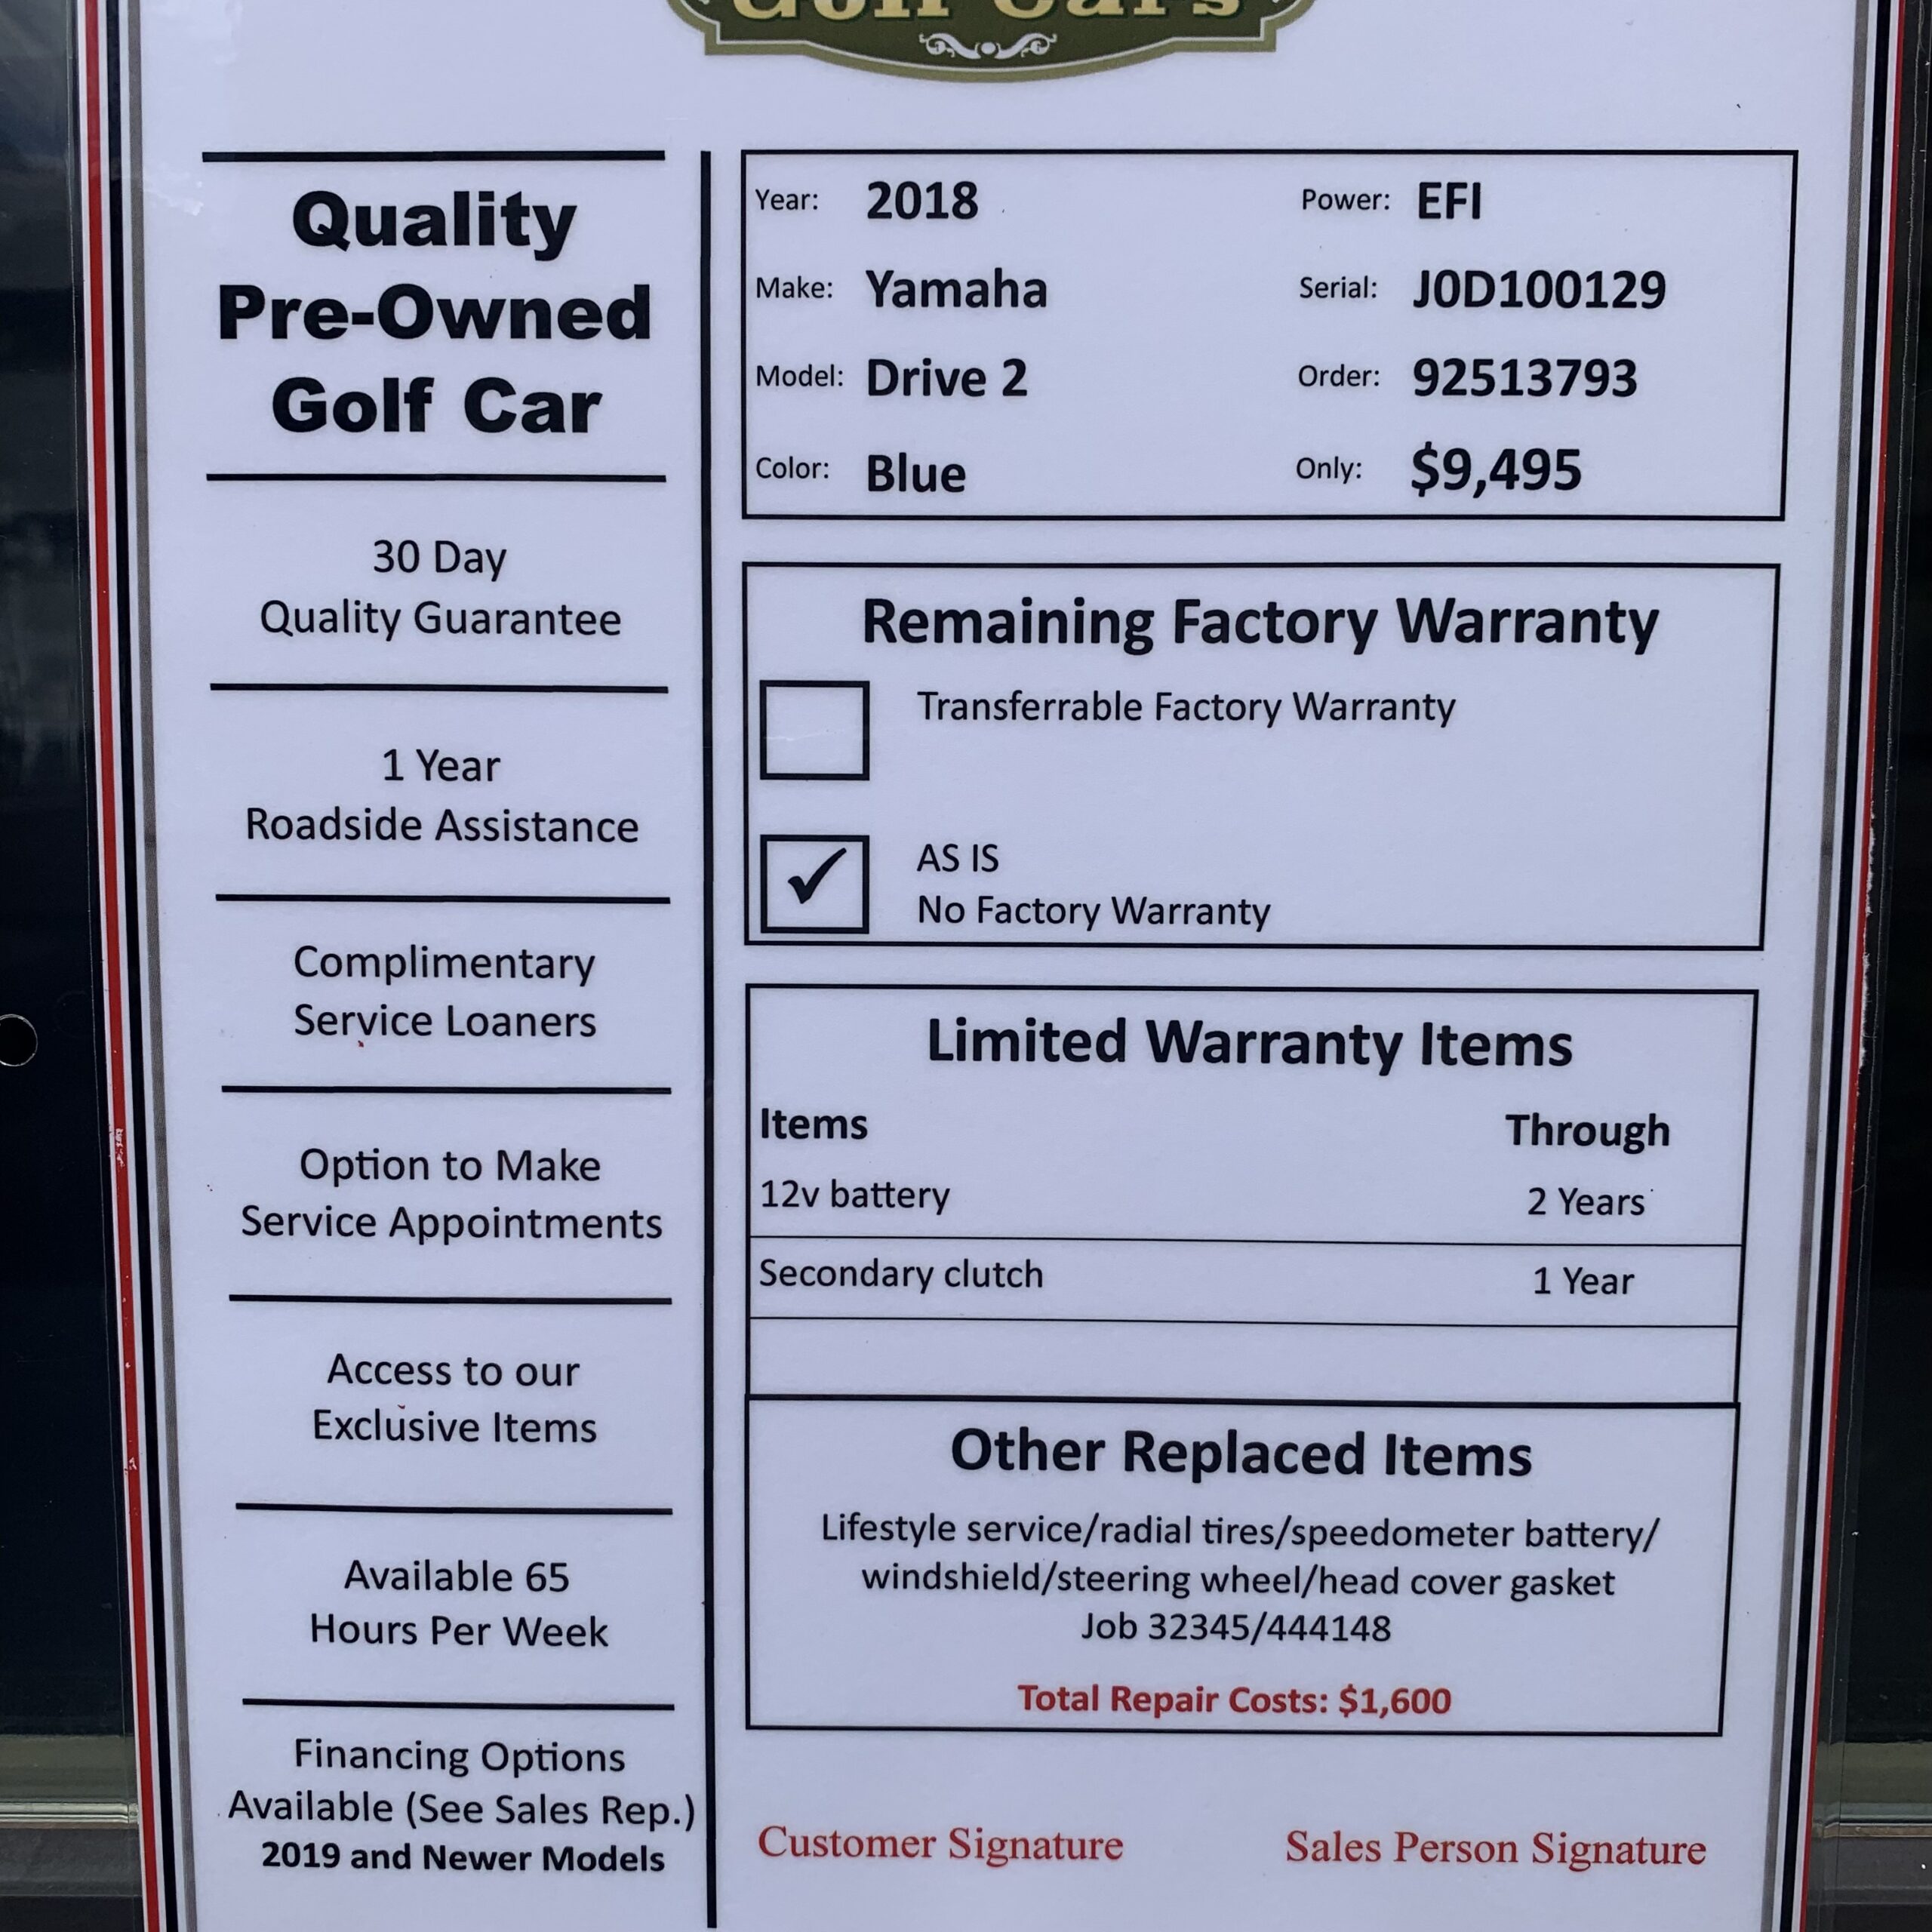 Golf Cars
Quality
Pre-Owned
Golf Car
30 Day
Quality Guarantee
1 Year
Roadside Assistance
Complimentary
Service Loaners
Option to Make
Service Appointments
Access to our
Exclusive Items
Available 65
Hours Per Week
Financing Options
Available (See Sales Rep.)
2019 and Newer Models
Year: 2018 Power: EFI
Make: Yamaha Serial: J0D100129
Model: Drive 2 Order: 92513793
Color: Blue Only: $9,495
Remaining Factory Warranty
Transferrable Factory Warranty
✓ AS IS
No Factory Warranty
Limited Warranty Items
Items Through
12v battery 2 Years
Secondary clutch 1 Year
Other Replaced Items
Lifestyle service/radial tires/speedometer battery/
windshield/steering wheel/head cover gasket
Job 32345/444148
Total Repair Costs: $1,600
Customer Signature Sales Person Signature